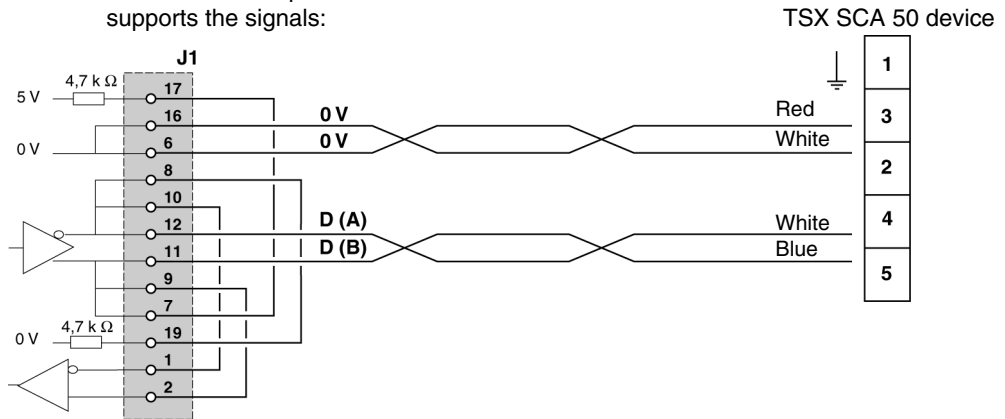 supports the signals:
TSX SCA 50 device
J1
4,7 k Ω
5 V
17
16
0 V
Red
1
3
0 V
6
0 V
White
2
8
10
12
D (A)
White
4
11
D (B)
Blue
5
9
7
4,7 k Ω
0 V
19
1
2